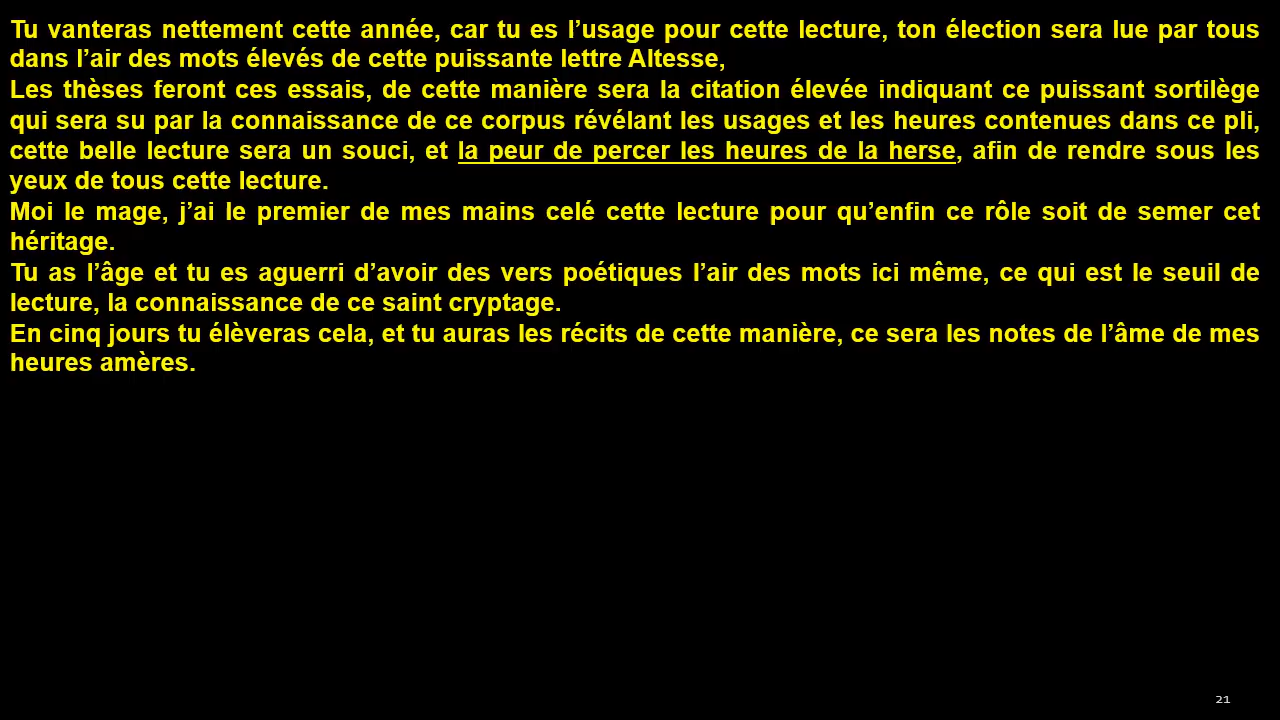 Tu vanteras nettement cette année, car tu es l’usage pour cette lecture, ton élection sera lue par tous
dans l’air des mots élevés de cette puissante lettre Altesse,
Les thèses feront ces essais, de cette manière sera la citation élevée indiquant ce puissant sortilège
qui sera su par la connaissance de ce corpus révélant les usages et les heures contenues dans ce pli,
cette belle lecture sera un souci, et la peur de percer les heures de la herse, afin de rendre sous les
yeux de tous cette lecture.
Moi le mage, j’ai le premier de mes mains celé cette lecture pour qu’enfin ce rôle soit de semer cet
héritage.
Tu as l’âge et tu es aguerri d’avoir des vers poétiques l’air des mots ici même, ce qui est le seuil de
lecture, la connaissance de ce saint cryptage.
En cinq jours tu élèveras cela, et tu auras les récits de cette manière, ce sera les notes de l’âme de mes
heures amères.
21